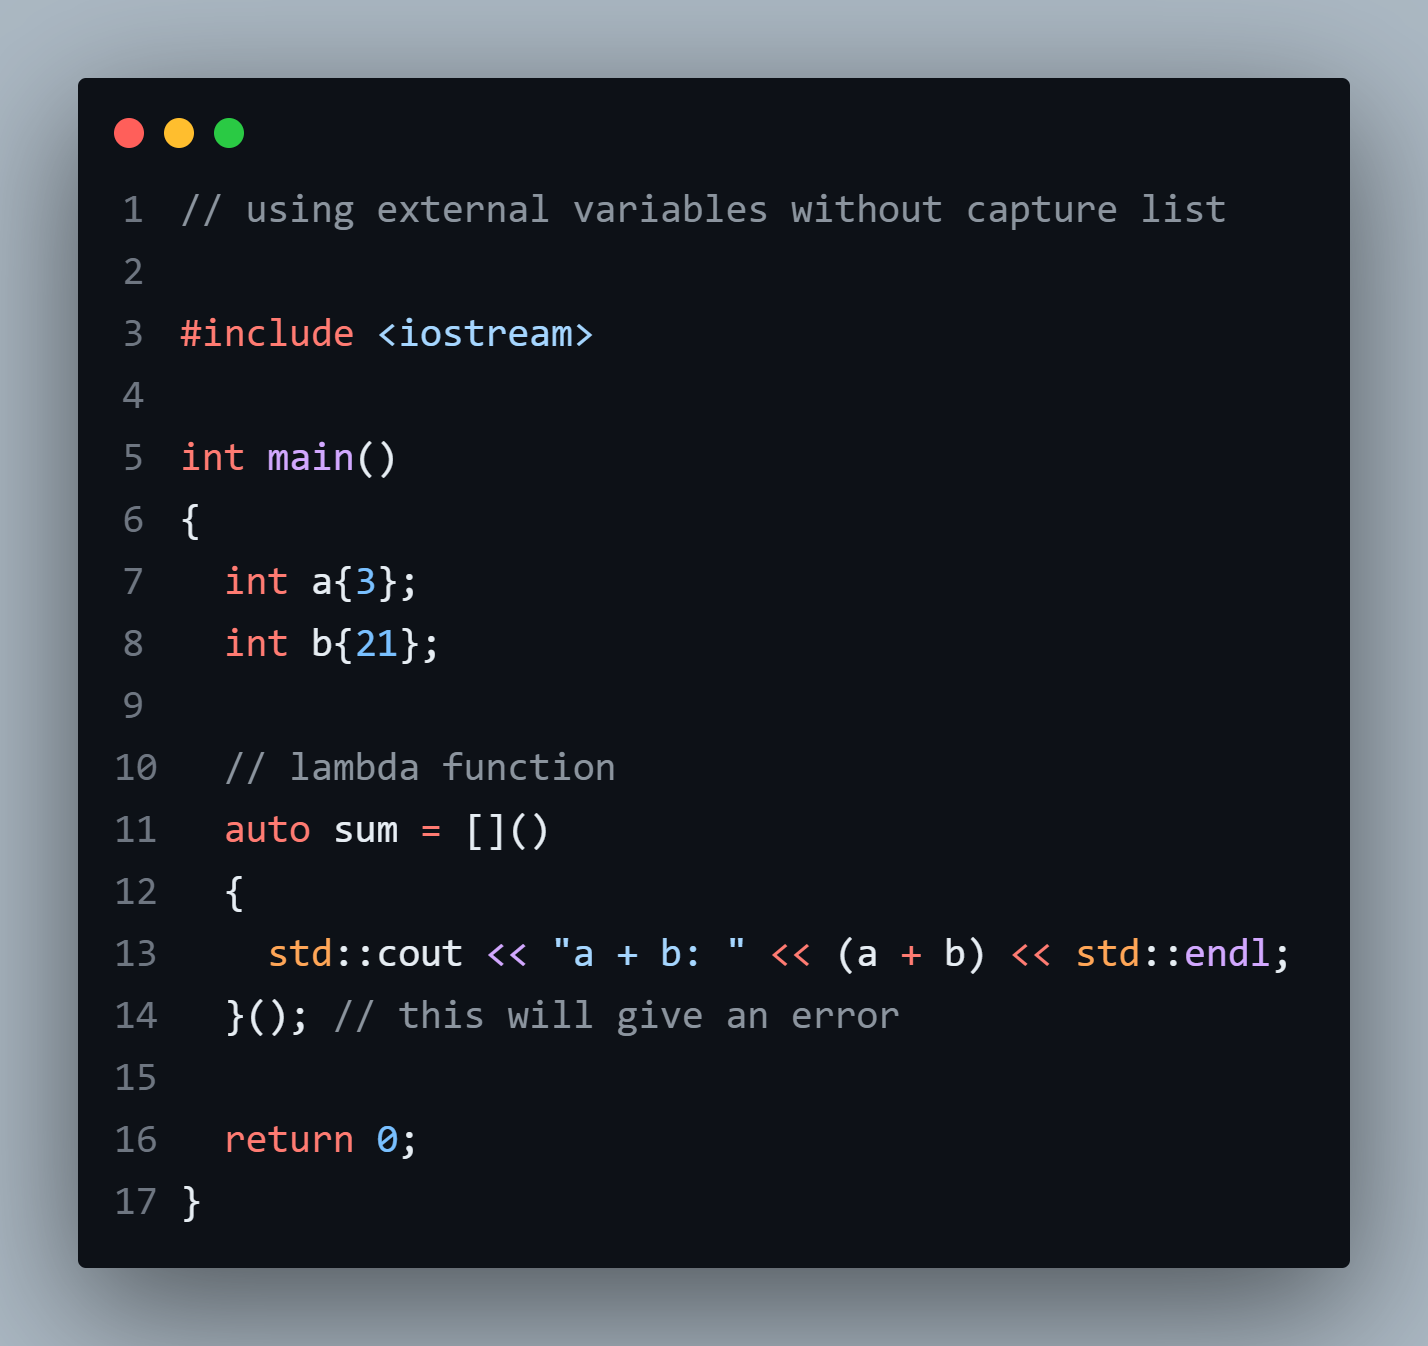 1 // using external variables without capture list
2
3 #include <iostream>
4
5 int main()
6 {
7   int a{3};
8   int b{21};
9
10   // lambda function
11   auto sum = []()
12   {
13     std::cout << "a + b: " << (a + b) << std::endl;
14   }(); // this will give an error
15
16   return 0;
17 }